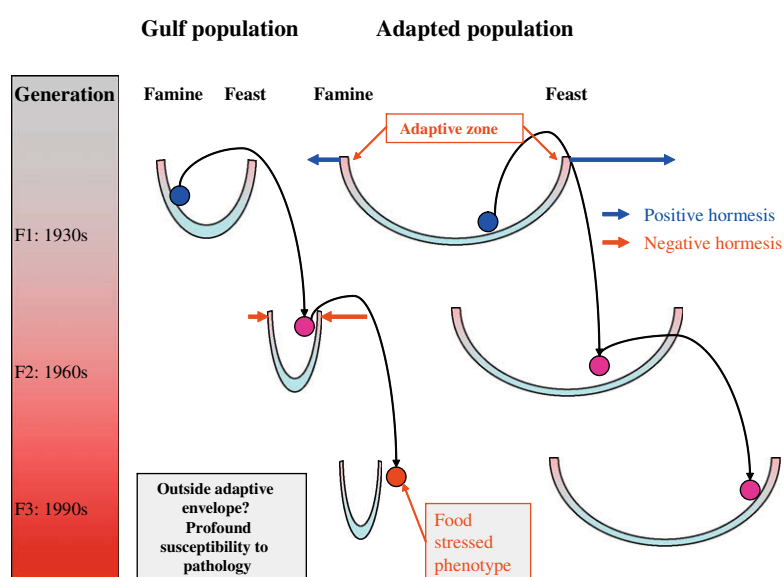 Gulf population
Adapted population
Generation
Famine
Feast
Famine
Feast
Adaptive zone
Positive hormesis
Negative hormesis
F1: 1930s
F2: 1960s
F3: 1990s
Outside adaptive
envelope?
Profound
susceptibility to
pathology
Food
stressed
phenotype